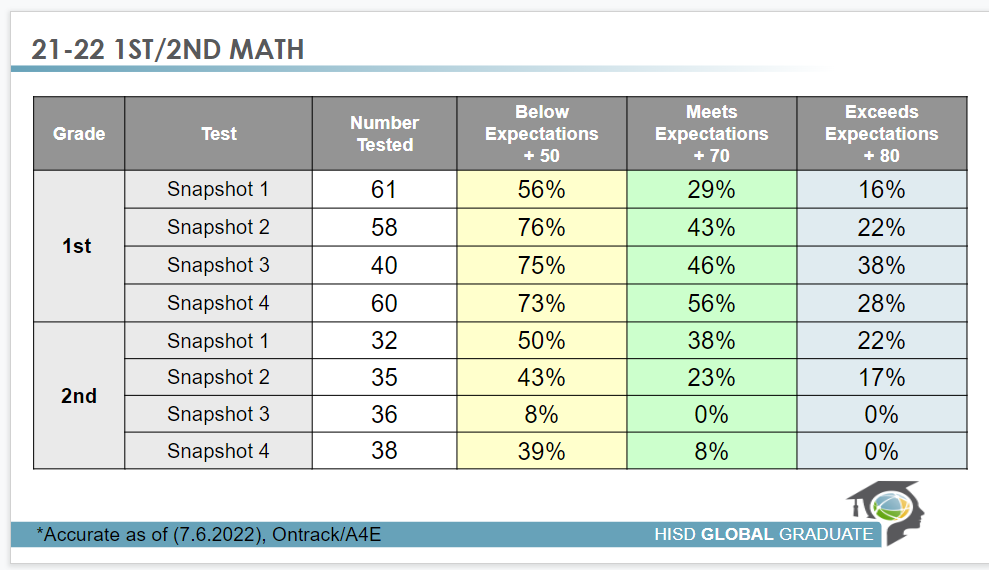 21-22 1ST/2ND MATH
Grade Test Number Tested Below Expectations + 50 Meets Expectations + 70 Exceeds Expectations + 80
1st
Snapshot 1 61 56% 29% 16%
Snapshot 2 58 76% 43% 22%
Snapshot 3 40 75% 46% 38%
Snapshot 4 60 73% 56% 28%
2nd
Snapshot 1 32 50% 38% 22%
Snapshot 2 35 43% 23% 17%
Snapshot 3 36 8% 0% 0%
Snapshot 4 38 39% 8% 0%
*Accurate as of (7.6.2022), Ontrack/A4E
HISD GLOBAL GRADUATE